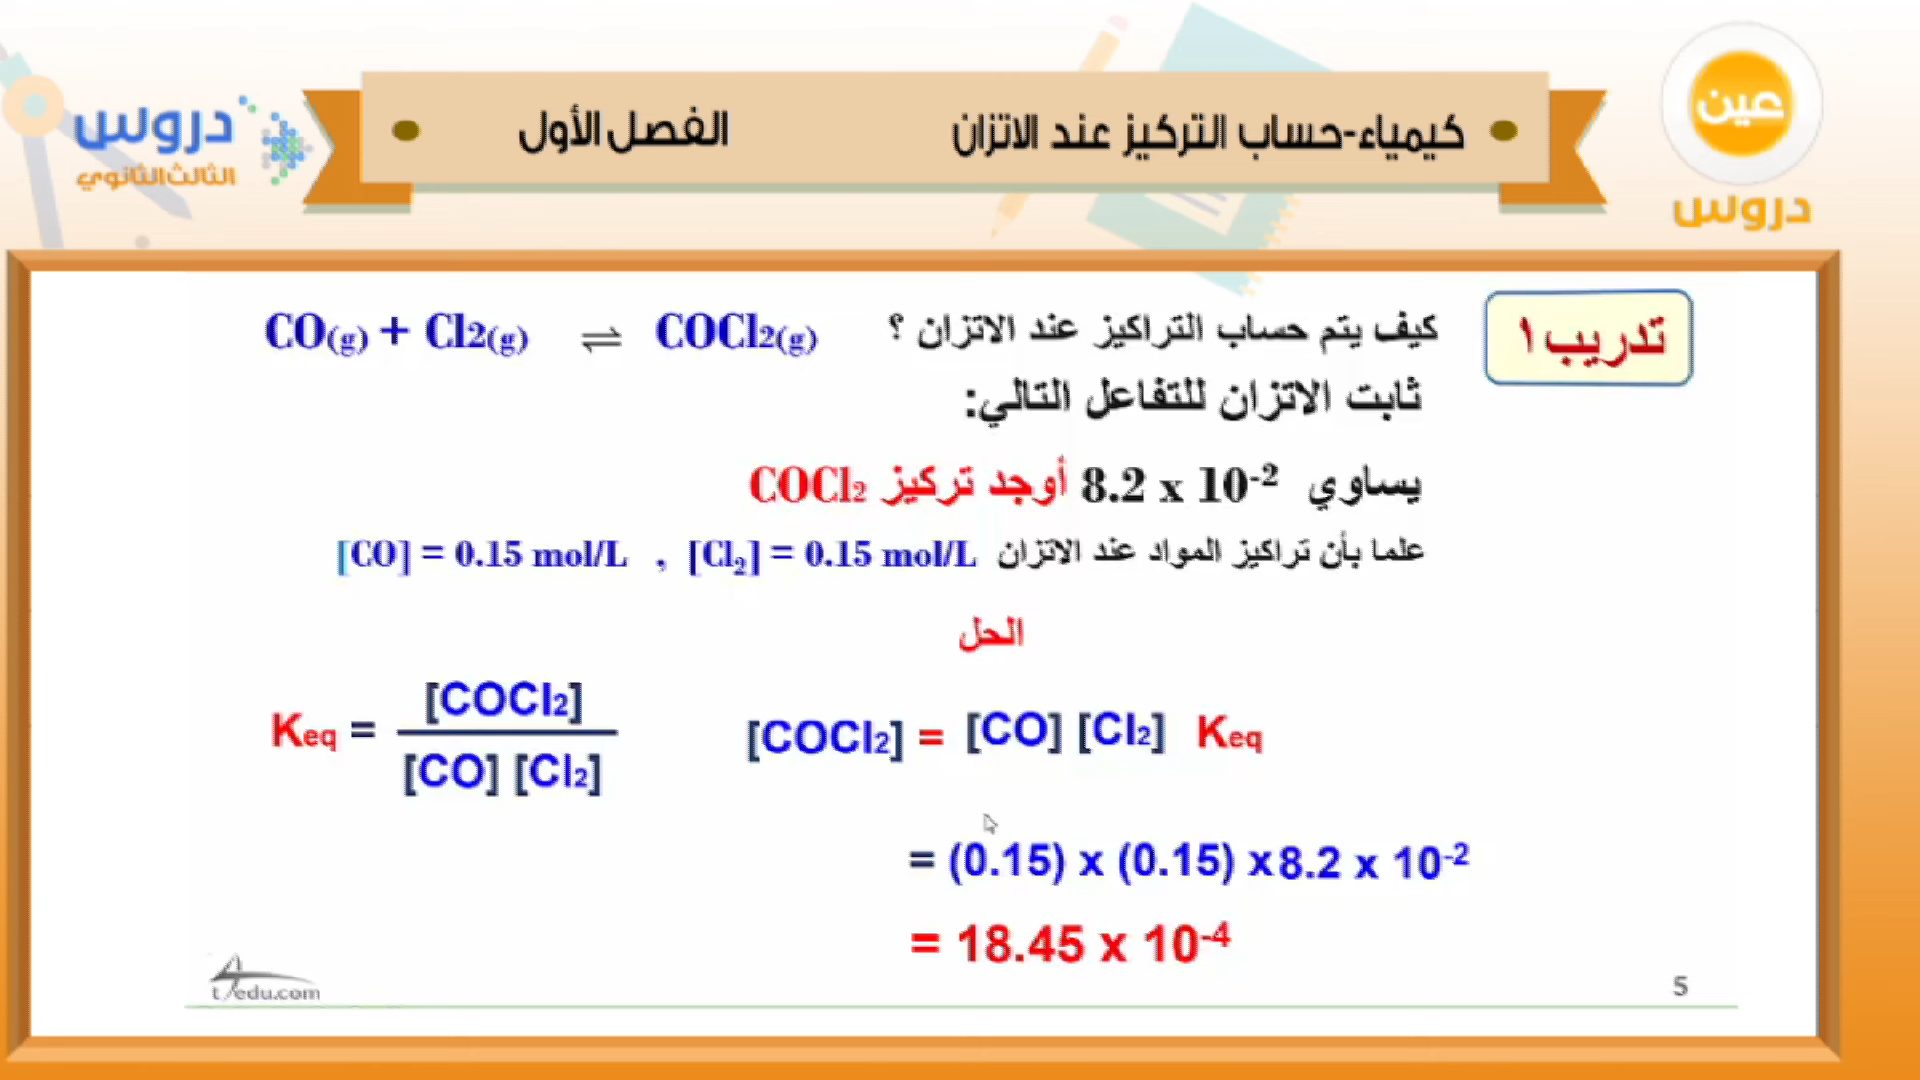 عين
دروس
كيمياء-حساب التركيز عند الاتزان
الفصل الأول
دروس
الثالث الثانوي
تدريب ١
كيف يتم حساب التراكيز عند الاتزان ؟ CO(g) + Cl2(g) ⇌ COCl2(g)
ثابت الاتزان للتفاعل التالي:
يساوي 8.2 x 10⁻² أوجد تركيز COCl₂
علما بأن تراكيز المواد عند الاتزان [CO] = 0.15 mol/L , [Cl₂] = 0.15 mol/L
الحل
Keq = [COCl₂] / [CO] [Cl₂]
[COCl₂] = [CO] [Cl₂] Keq
= (0.15) x (0.15) x 8.2 x 10⁻²
= 18.45 x 10⁻⁴
t4edu.com
5